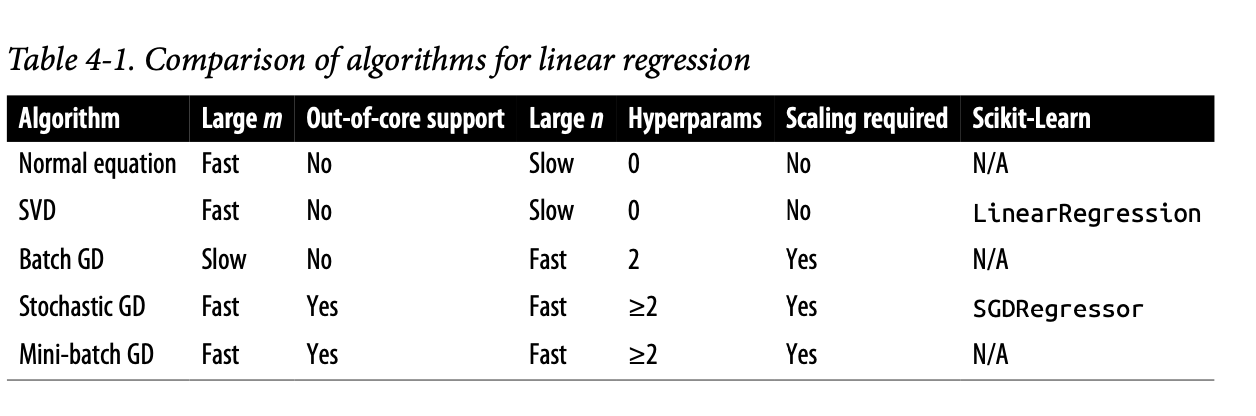 Table 4-1. Comparison of algorithms for linear regression
Algorithm Large m Out-of-core support Large n Hyperparams Scaling required Scikit-Learn
Normal equation Fast No Slow 0 No N/A
SVD Fast No Slow 0 No LinearRegression
Batch GD Slow No Fast 2 Yes N/A
Stochastic GD Fast Yes Fast ≥2 Yes SGDRegressor
Mini-batch GD Fast Yes Fast ≥2 Yes N/A